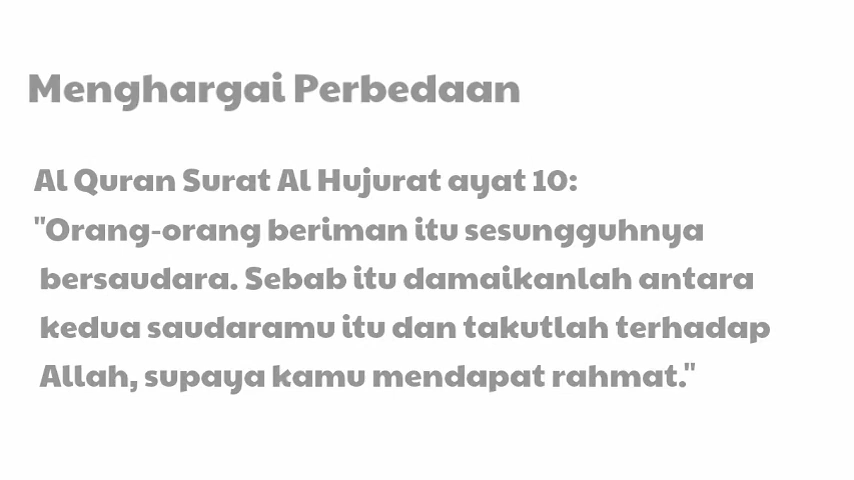 Menghargai Perbedaan
Al Quran Surat Al Hujurat ayat 10:
"Orang-orang beriman itu sesungguhnya
bersaudara. Sebab itu damaikanlah antara
kedua saudaramu itu dan takutlah terhadap
Allah, supaya kamu mendapat rahmat."